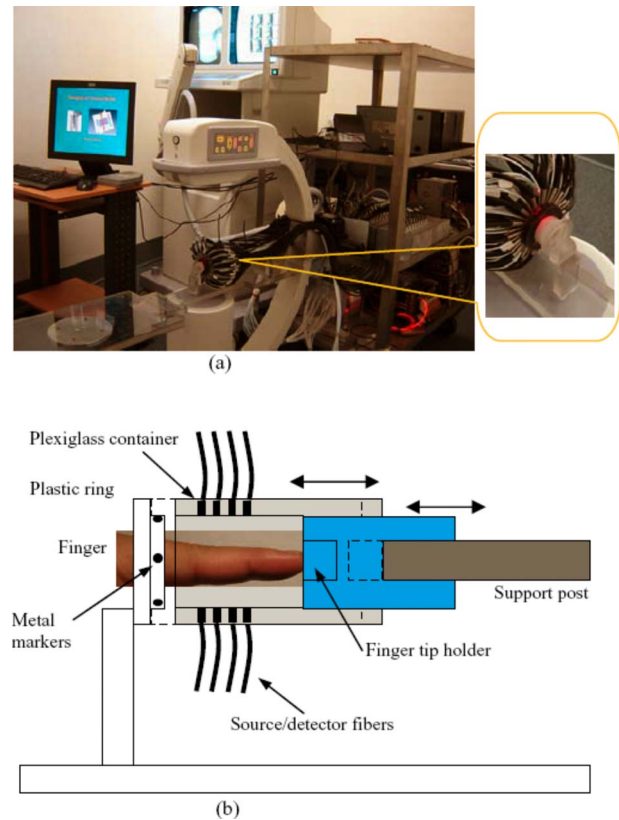 (a)
Plexiglass container
Plastic ring
Finger
Metal
markers
Support post
Finger tip holder
Source/detector fibers
(b)